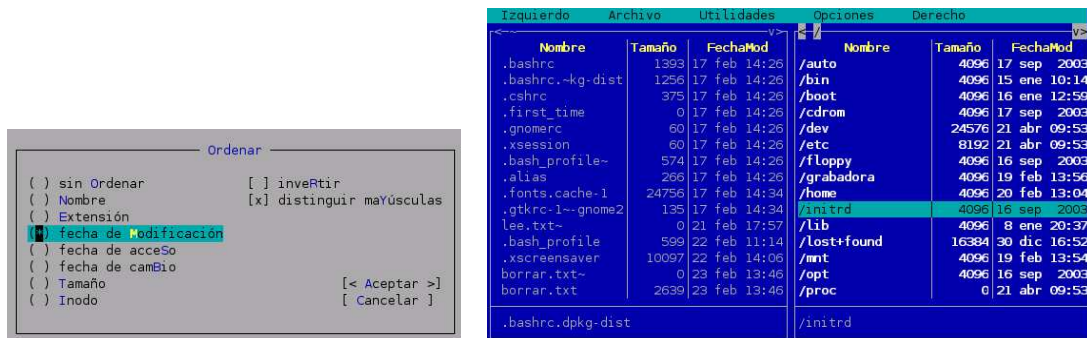 Ordenar
( ) sin Ordenar [ ] inveRtir
( ) Nombre [x] distinguir maYúsculas
( ) Extensión
(*) fecha de Modificación
( ) fecha de acceSo
( ) fecha de camBio
( ) Tamaño [< Aceptar >]
( ) Inodo [ Cancelar ]
Izquierdo Archivo Utilidades Opciones Derecho
<-~ v> < / v>
Nombre Tamaño FechaMod Nombre Tamaño FechaMod
.bashrc 1393 17 feb 14:26 /auto 4096 17 sep 2003
.bashrc.~kg-dist 1256 17 feb 14:26 /bin 4096 15 ene 10:14
.cshrc 375 17 feb 14:26 /boot 4096 16 ene 12:59
.first_time 0 17 feb 14:26 /cdrom 4096 17 sep 2003
.gnomerc 60 17 feb 14:26 /dev 24576 21 abr 09:53
.xsession 60 17 feb 14:26 /etc 8192 21 abr 09:53
.bash_profile~ 574 17 feb 14:26 /floppy 4096 16 sep 2003
.alias 266 17 feb 14:26 /grabadora 4096 19 feb 13:56
.fonts.cache-1 24756 17 feb 14:34 /home 4096 20 feb 13:04
.gtkrc-1~-gnome2 135 17 feb 14:34 /initrd 4096 16 sep 2003
lee.txt~ 0 21 feb 17:57 /lib 4096 8 ene 20:37
.bash_profile 599 22 feb 11:14 /lost+found 16384 30 dic 16:52
.xscreensaver 10097 22 feb 14:06 /mnt 4096 19 feb 13:54
borrar.txt~ 0 23 feb 13:46 /opt 4096 16 sep 2003
borrar.txt 2639 23 feb 13:46 /proc 0 21 abr 09:53
.bashrc.dpkg-dist /initrd